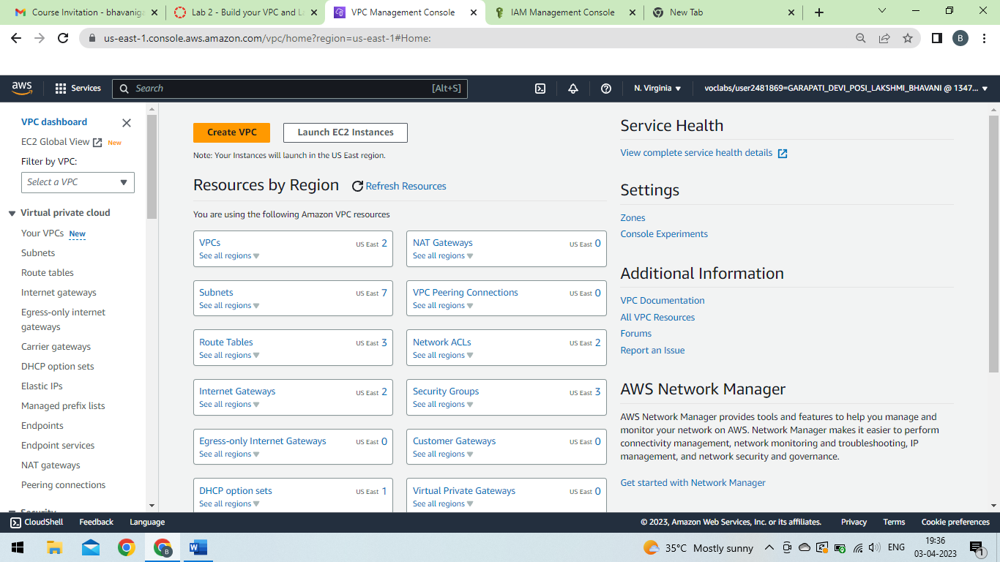 Course Invitation - bhavaniga
Lab 2 - Build your VPC and La
VPC Management Console
IAM Management Console
New Tab
us-east-1.console.aws.amazon.com/vpc/home?region=us-east-1#Home:
B
aws
Services
Search
[Alt+S]
N. Virginia
voclabs/user2481869=GARAPATI_DEVI_POSI_LAKSHMI_BHAVANI @ 1347...
VPC dashboard
EC2 Global View New
Filter by VPC:
Select a VPC
Virtual private cloud
Your VPCs New
Subnets
Route tables
Internet gateways
Egress-only internet
gateways
Carrier gateways
DHCP option sets
Elastic IPs
Managed prefix lists
Endpoints
Endpoint services
NAT gateways
Peering connections
Security
Create VPC
Launch EC2 Instances
Note: Your Instances will launch in the US East region.
Resources by Region
Refresh Resources
You are using the following Amazon VPC resources
VPCs US East 2
See all regions
NAT Gateways US East 0
See all regions
Subnets US East 7
See all regions
VPC Peering Connections US East 0
See all regions
Route Tables US East 3
See all regions
Network ACLs US East 2
See all regions
Internet Gateways US East 2
See all regions
Security Groups US East 3
See all regions
Egress-only Internet Gateways US East 0
See all regions
Customer Gateways US East 0
See all regions
DHCP option sets US East 1
See all regions
Virtual Private Gateways US East 0
See all regions
Service Health
View complete service health details
Settings
Zones
Console Experiments
Additional Information
VPC Documentation
All VPC Resources
Forums
Report an Issue
AWS Network Manager
AWS Network Manager provides tools and features to help you manage and
monitor your network on AWS. Network Manager makes it easier to perform
connectivity management, network monitoring and troubleshooting, IP
management, and network security and governance.
Get started with Network Manager
CloudShell
Feedback
Language
© 2023, Amazon Web Services, Inc. or its affiliates.
Privacy
Terms
Cookie preferences
B
W
35°C Mostly sunny
ENG
19:36
03-04-2023
1